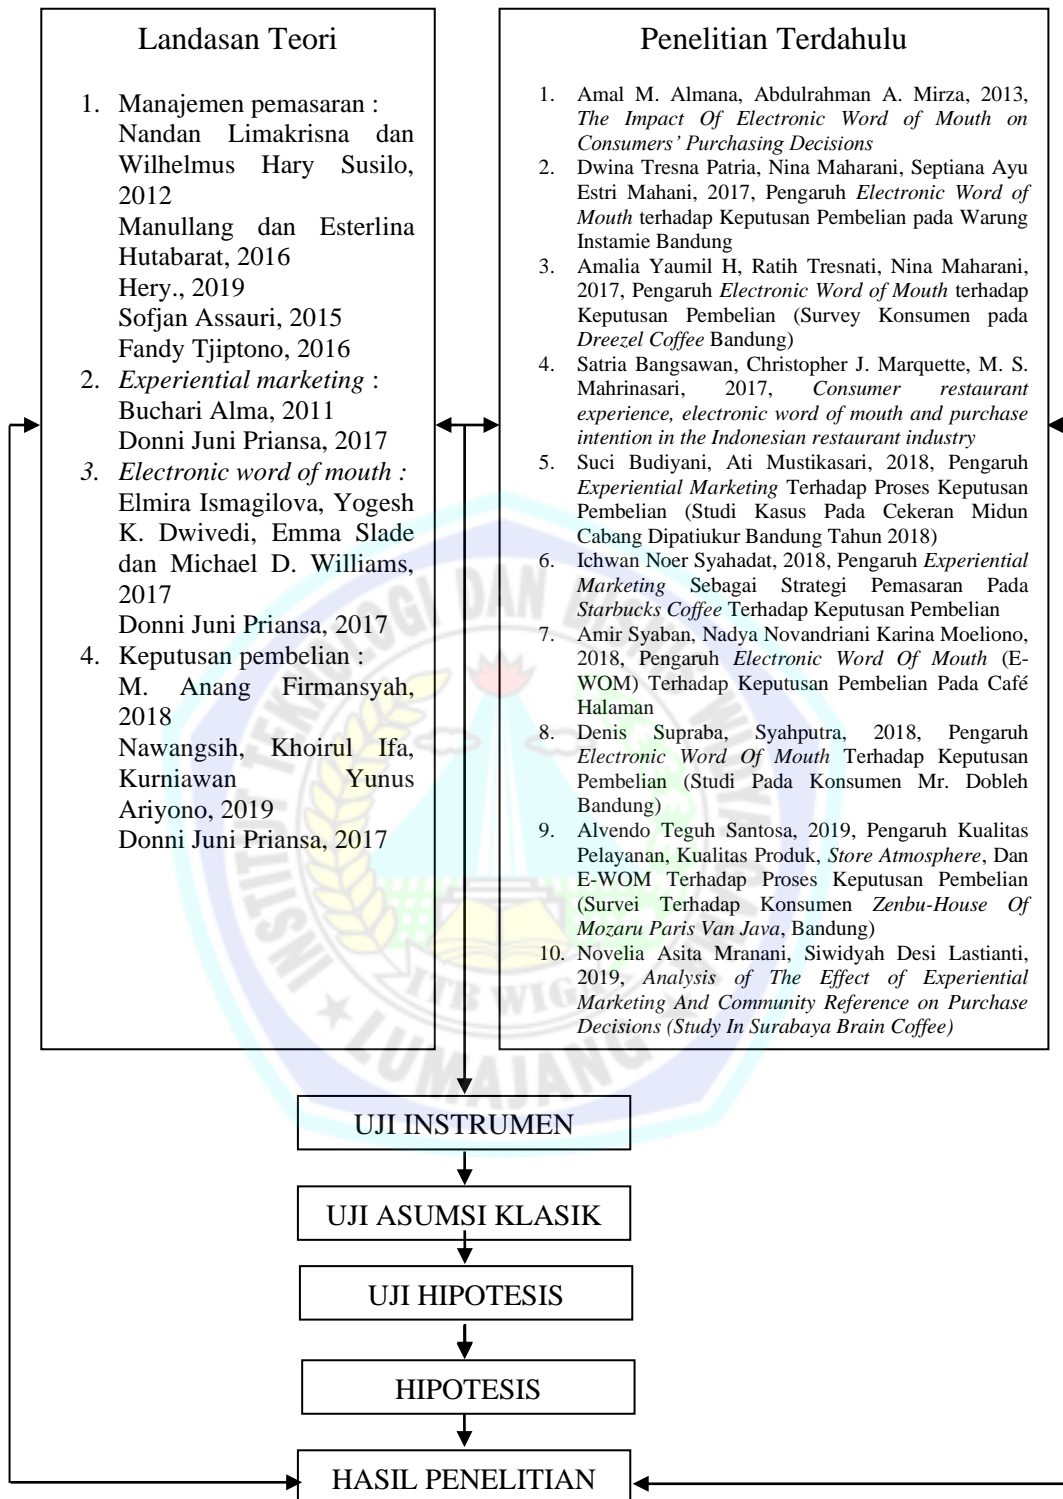 Landasan Teori
1. Manajemen pemasaran :
Nandan Limakrisna dan
Wilhelmus Hary Susilo,
2012
Manullang dan Esterlina
Hutabarat, 2016
Hery., 2019
Sofjan Assauri, 2015
Fandy Tjiptono, 2016
2. Experiential marketing :
Buchari Alma, 2011
Donni Juni Priansa, 2017
3. Electronic word of mouth :
Elmira Ismagilova, Yogesh
K. Dwivedi, Emma Slade
dan Michael D. Williams,
2017
Donni Juni Priansa, 2017
4. Keputusan pembelian :
M. Anang Firmansyah,
2018
Nawangsih, Khoirul Ifa,
Kurniawan Yunus
Ariyono, 2019
Donni Juni Priansa, 2017
Penelitian Terdahulu
1. Amal M. Almana, Abdulrahman A. Mirza, 2013,
The Impact Of Electronic Word of Mouth on
Consumers’ Purchasing Decisions
2. Dwina Tresna Patria, Nina Maharani, Septiana Ayu
Estri Mahani, 2017, Pengaruh Electronic Word of
Mouth terhadap Keputusan Pembelian pada Warung
Instamie Bandung
3. Amalia Yaumil H, Ratih Tresnati, Nina Maharani,
2017, Pengaruh Electronic Word of Mouth terhadap
Keputusan Pembelian (Survey Konsumen pada
Dreezel Coffee Bandung)
4. Satria Bangsawan, Christopher J. Marquette, M. S.
Mahrinasari, 2017, Consumer restaurant
experience, electronic word of mouth and purchase
intention in the Indonesian restaurant industry
5. Suci Budiyani, Ati Mustikasari, 2018, Pengaruh
Experiential Marketing Terhadap Proses Keputusan
Pembelian (Studi Kasus Pada Cekeran Midun
Cabang Dipatiukur Bandung Tahun 2018)
6. Ichwan Noer Syahadat, 2018, Pengaruh Experiential
Marketing Sebagai Strategi Pemasaran Pada
Starbucks Coffee Terhadap Keputusan Pembelian
7. Amir Syaban, Nadya Novandriani Karina Moeliono,
2018, Pengaruh Electronic Word Of Mouth (E-
WOM) Terhadap Keputusan Pembelian Pada Café
Halaman
8. Denis Supraba, Syahputra, 2018, Pengaruh
Electronic Word Of Mouth Terhadap Keputusan
Pembelian (Studi Pada Konsumen Mr. Dobleh
Bandung)
9. Alvendo Teguh Santosa, 2019, Pengaruh Kualitas
Pelayanan, Kualitas Produk, Store Atmosphere, Dan
E-WOM Terhadap Proses Keputusan Pembelian
(Survei Terhadap Konsumen Zenbu-House Of
Mozaru Paris Van Java, Bandung)
10. Novelia Asita Mranani, Siwidyah Desi Lastianti,
2019, Analysis of The Effect of Experiential
Marketing And Community Reference on Purchase
Decisions (Study In Surabaya Brain Coffee)
INSTITUT TEKNOLOGI DAN BISNIS WIDYA GAMA
ITB WIGA
LUMAJANG
UJI INSTRUMEN
UJI ASUMSI KLASIK
UJI HIPOTESIS
HIPOTESIS
HASIL PENELITIAN